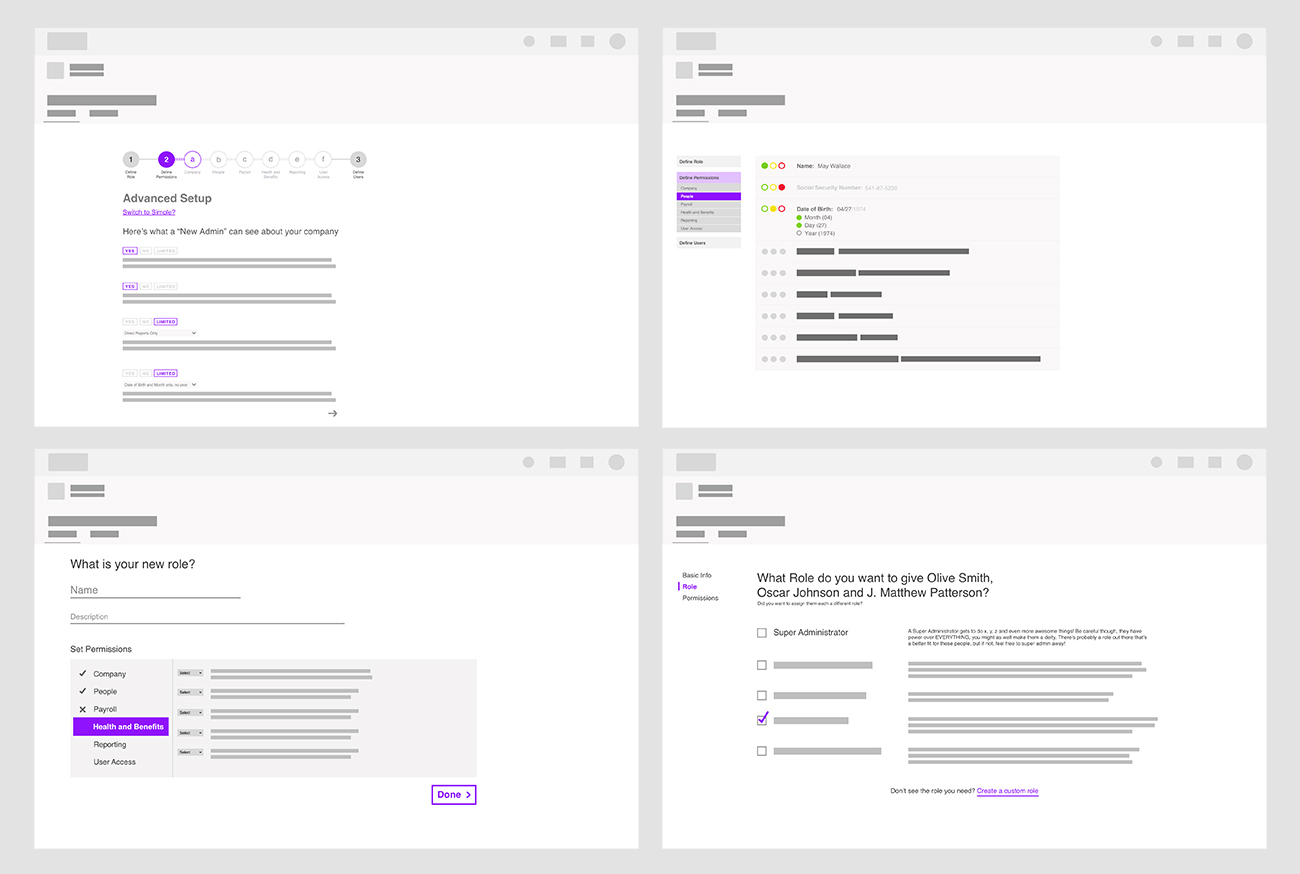 1 2 a b c d e f 3
Define Role
Define Permissions
Company
People
Payroll
Health and Benefits
Reporting
User Access
Define Users
Advanced Setup
Switch to Simple?
Here's what a “New Admin” can see about your company
YES NO LIMITED
YES NO LIMITED
YES NO LIMITED
Direct Reports Only
YES NO LIMITED
Date of Birth and Month only, no year
Define Role
Define Permissions
Company
People
Payroll
Health and Benefits
Reporting
User Access
Define Users
Name: May Wallace
Social Security Number: 541-87-5220
Date of Birth: 04/27/1974
Month (04)
Day (27)
Year (1974)
What is your new role?
Name
Description
Set Permissions
Company
People
Payroll
Health and Benefits
Reporting
User Access
Select
Select
Select
Select
Select
Done
Basic Info
Role
Permissions
What Role do you want to give Olive Smith,
Oscar Johnson and J. Matthew Patterson?
Did you want to assign them each a different role?
Super Administrator
A Super Administrator gets to do x, y, z and even more awesome things! Be careful though, they have
power over EVERYTHING, you might as well make them a deity. There's probably a role out there that's
a better fit for these people, but if not, feel free to super admin away!
Don't see the role you need? Create a custom role